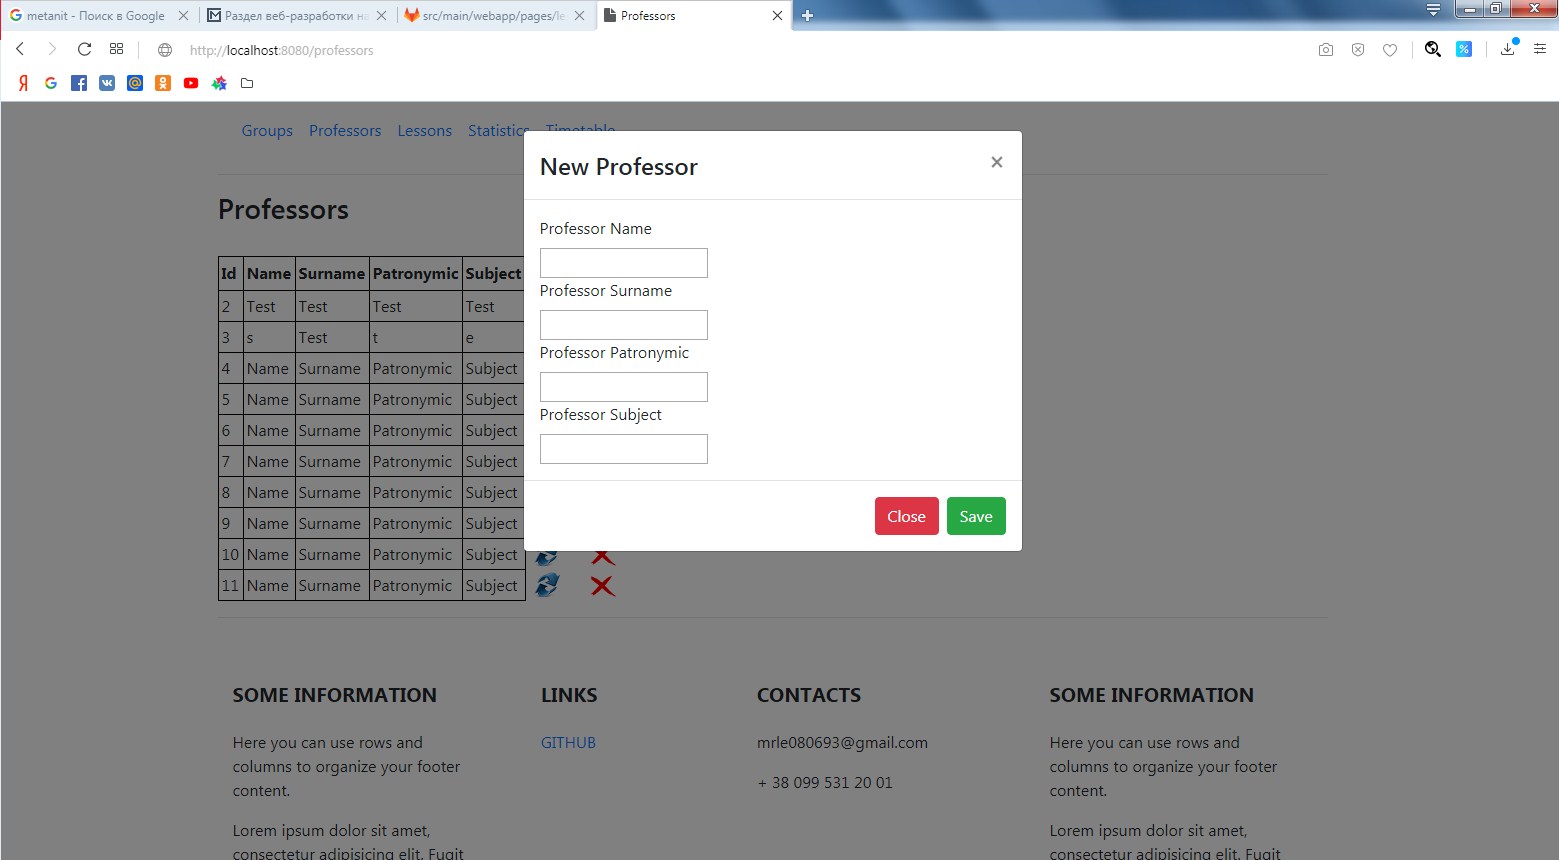 metanit - Поиск в Google
Раздел веб-разработки на
src/main/webapp/pages/le
Professors
http://localhost:8080/professors
Groups Professors Lessons Statistics Timetable
New Professor
×
Professors
Professor Name
Professor Surname
Professor Patronymic
Professor Subject
Close Save
Id Name Surname Patronymic Subject
2 Test Test Test Test
3 s Test t e
4 Name Surname Patronymic Subject
5 Name Surname Patronymic Subject
6 Name Surname Patronymic Subject
7 Name Surname Patronymic Subject
8 Name Surname Patronymic Subject
9 Name Surname Patronymic Subject
10 Name Surname Patronymic Subject
11 Name Surname Patronymic Subject
SOME INFORMATION
Here you can use rows and
columns to organize your footer
content.
Lorem ipsum dolor sit amet,
consectetur adipisicing elit. Fugit
LINKS
GITHUB
CONTACTS
mrle080693@gmail.com
+ 38 099 531 20 01
SOME INFORMATION
Here you can use rows and
columns to organize your footer
content.
Lorem ipsum dolor sit amet,
consectetur adipisicing elit. Fugit